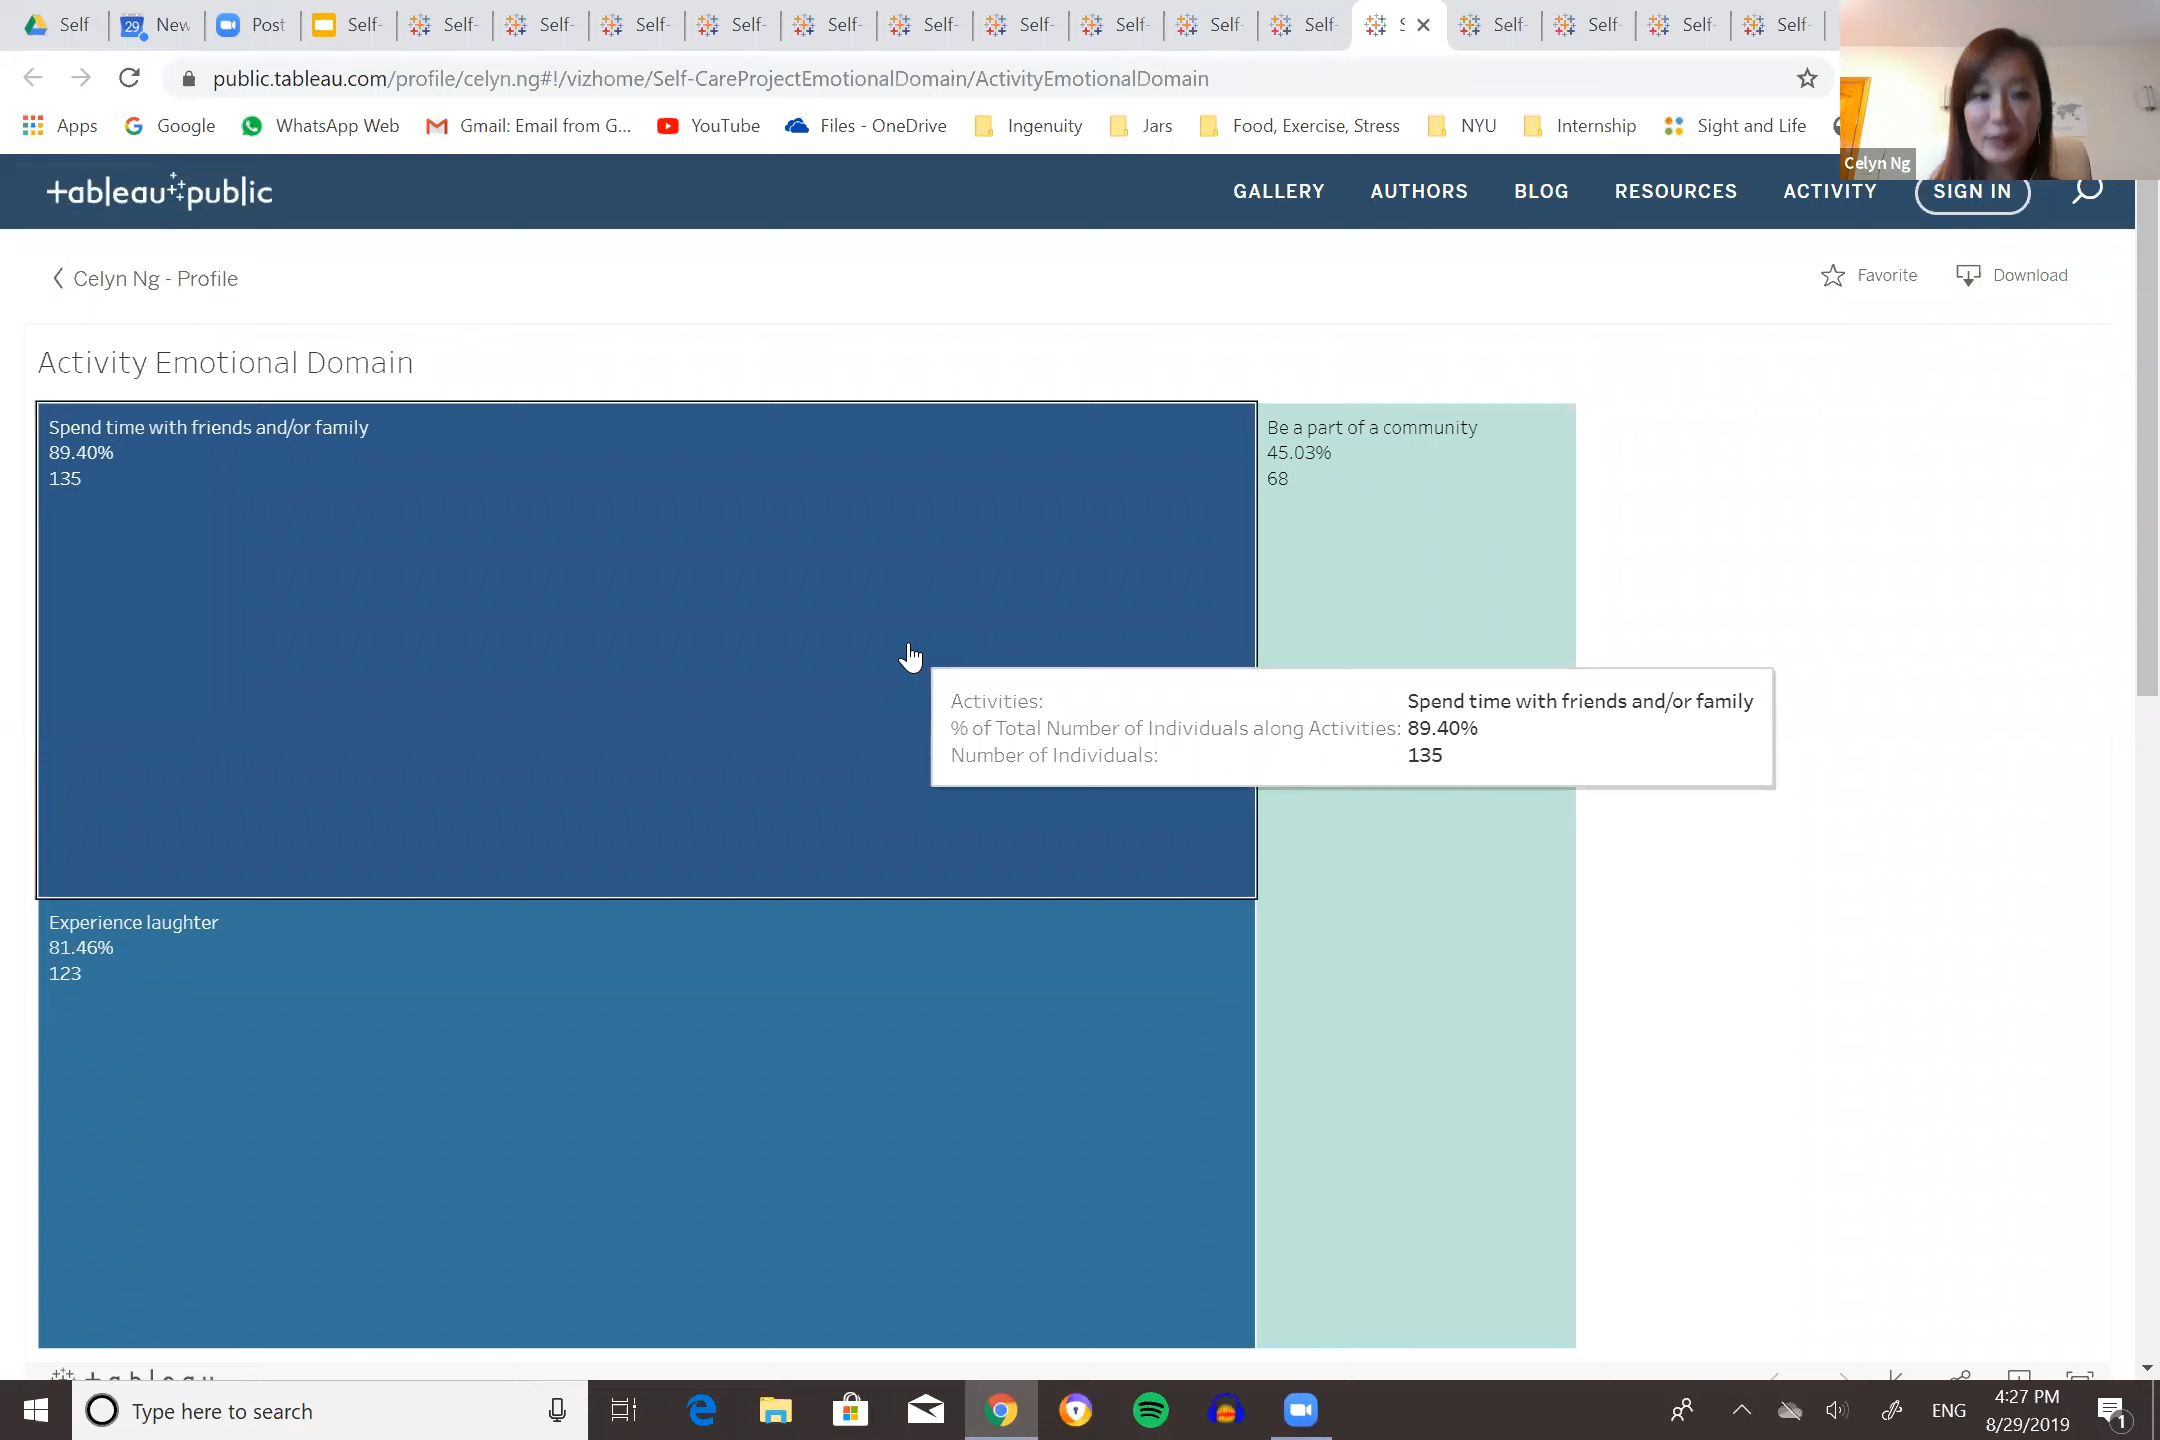 Self
29
New
Post
Self-
Self-
Self-
Self-
Self-
Self-
Self-
Self-
Self-
Self-
Self-
S
Self-
Self-
Self-
Self-
public.tableau.com/profile/celyn.ng#!/vizhome/Self-CareProjectEmotionalDomain/ActivityEmotionalDomain
Apps
Google
WhatsApp Web
Gmail: Email from G...
YouTube
Files - OneDrive
Ingenuity
Jars
Food, Exercise, Stress
NYU
Internship
Sight and Life
Celyn Ng
tableau public
GALLERY
AUTHORS
BLOG
RESOURCES
ACTIVITY
SIGN IN
Celyn Ng - Profile
Favorite
Download
Activity Emotional Domain
Spend time with friends and/or family
89.40%
135
Be a part of a community
45.03%
68
Activities: Spend time with friends and/or family
% of Total Number of Individuals along Activities: 89.40%
Number of Individuals: 135
Experience laughter
81.46%
123
tableau
Type here to search
ENG
4:27 PM
8/29/2019
1